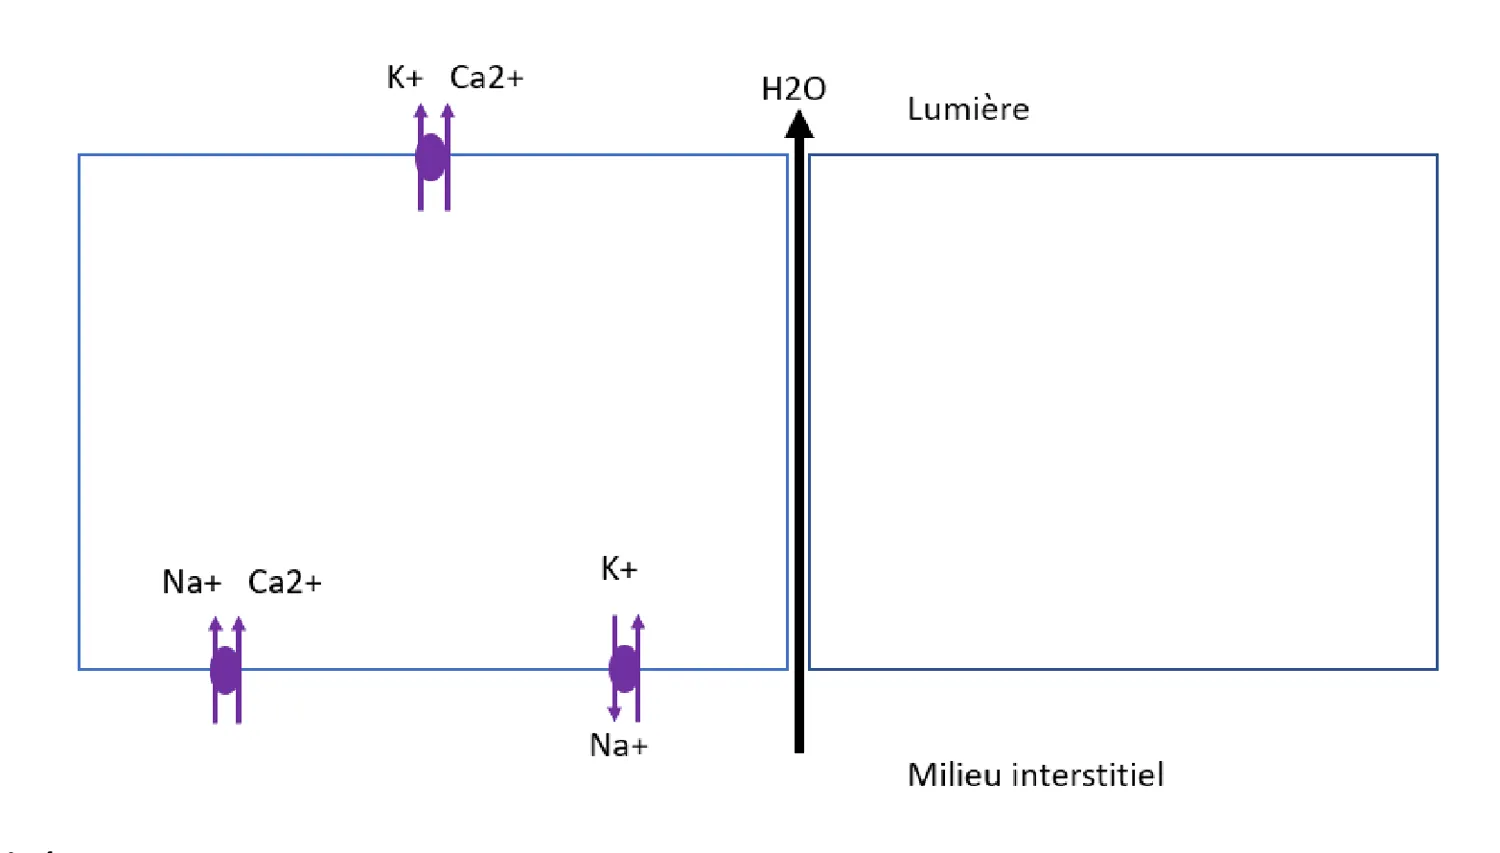 K+ Ca2+
H2O
Lumière
Na+ Ca2+
K+
Na+
Milieu interstitiel